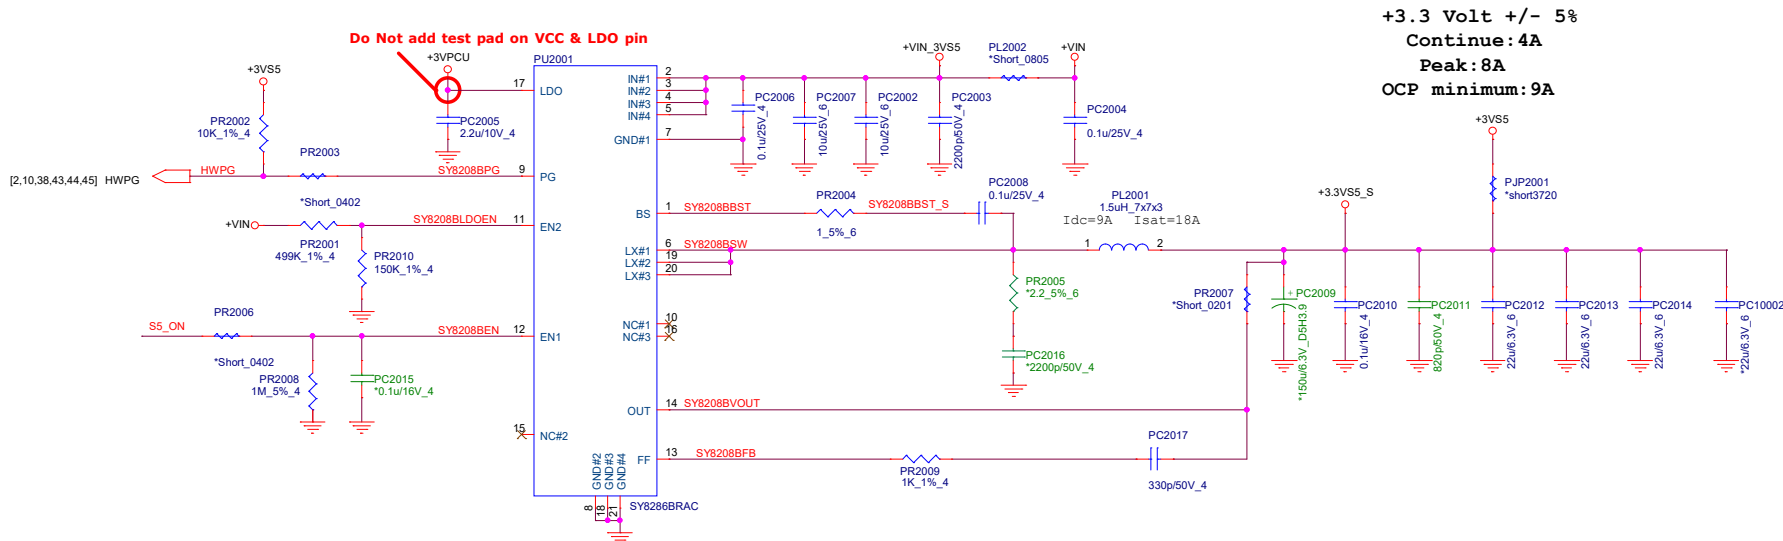 +3.3 Volt +/- 5%
Continue:4A
Peak:8A
OCP minimum:9A
Do Not add test pad on VCC & LDO pin
+3VPCU
+3VS5
PR2002
10K_1%_4
PC2005
2.2u/10V_4
PR2003
*Short_0402
[2,10,38,43,44,45] HWPG
HWPG
SY8208BPG
+VIN
PR2001
499K_1%_4
SY8208BLDOEN
PR2010
150K_1%_4
S5_ON
PR2006
*Short_0402
SY8208BEN
PR2008
1M_5%_4
PC2015
*0.1u/16V_4
PU2001
17
LDO
9
PG
11
EN2
12
EN1
15
NC#2
IN#1
2
IN#2
3
IN#3
4
IN#4
5
GND#1
7
BS
1
LX#1
6
LX#2
19
LX#3
20
NC#1
10
NC#3
16
OUT
14
FF
13
GND#2
GND#3
GND#4
8
18
21
SY8286BRAC
+VIN_3VS5
PL2002
*Short_0805
+VIN
PC2006
0.1u/25V_4
PC2007
10u/25V_6
PC2002
10u/25V_6
PC2003
2200p/50V_4
PC2004
0.1u/25V_4
SY8208BBST
PR2004
1_5%_6
SY8208BBST_S
PC2008
0.1u/25V_4
PL2001
1.5uH_7x7x3
Idc=9A Isat=18A
1
2
SY8208BSW
PR2005
*2.2_5%_6
PC2016
*2200p/50V_4
SY8208BVOUT
SY8208BFB
PR2009
1K_1%_4
PC2017
330p/50V_4
PR2007
*Short_0201
+
PC2009
*150u/6.3V_D5H3.9
+3.3VS5_S
PC2010
0.1u/16V_4
PC2011
820p/50V_4
+3VS5
PJP2001
*short3720
PC2012
22u/6.3V_6
PC2013
22u/6.3V_6
PC2014
22u/6.3V_6
PC10002
*22u/6.3V_6